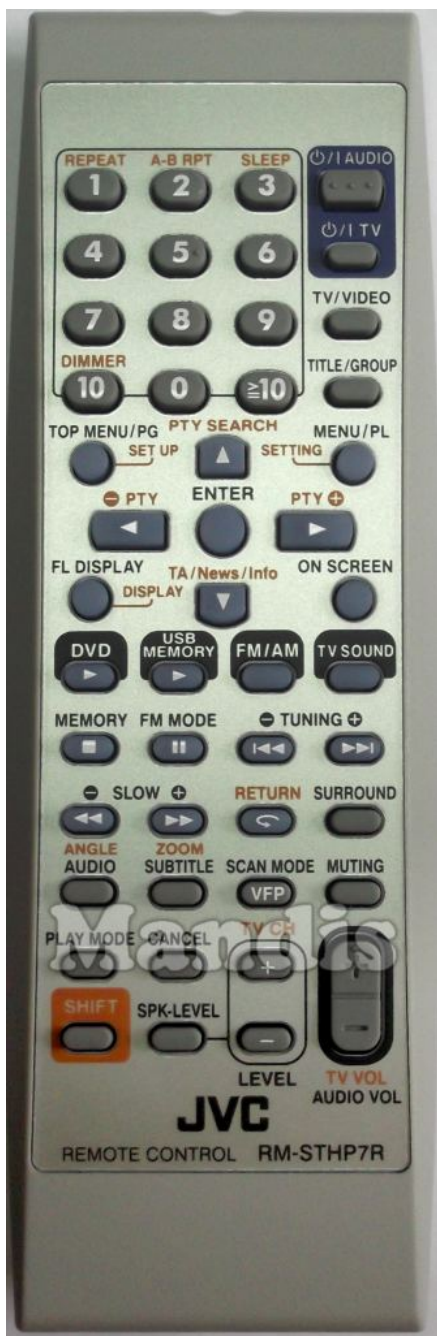 REPEAT A-B RPT SLEEP ⏻/I AUDIO
1 2 3
⏻/I TV
4 5 6
TV/VIDEO
7 8 9
DIMMER TITLE/GROUP
10 0 ≧10
TOP MENU/PG PTY SEARCH MENU/PL
SET UP SETTING
⊖ PTY ENTER PTY ⊕
FL DISPLAY TA/News/Info ON SCREEN
DISPLAY
DVD USB MEMORY FM/AM TV SOUND
MEMORY FM MODE ⊖ TUNING ⊕
⊖ SLOW ⊕ RETURN SURROUND
ANGLE ZOOM
AUDIO SUBTITLE SCAN MODE MUTING
VFP
Mandis
PLAY MODE CANCEL TV CH
+ +
SHIFT SPK-LEVEL
− −
LEVEL TV VOL
AUDIO VOL
JVC
REMOTE CONTROL RM-STHP7R